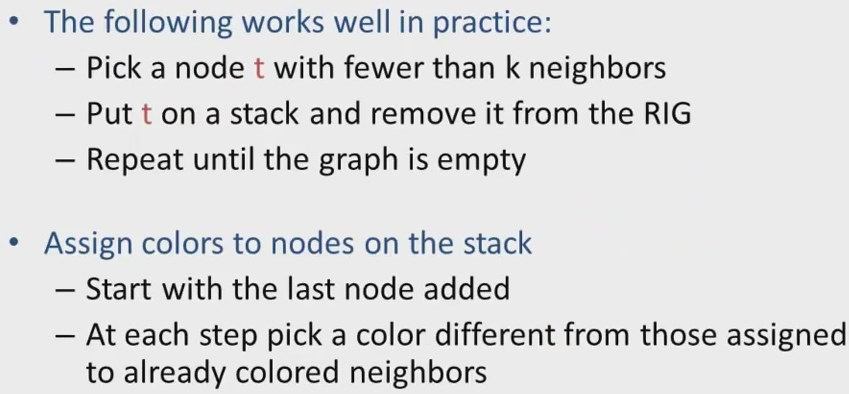 • The following works well in practice:
– Pick a node t with fewer than k neighbors
– Put t on a stack and remove it from the RIG
– Repeat until the graph is empty
• Assign colors to nodes on the stack
– Start with the last node added
– At each step pick a color different from those assigned
to already colored neighbors